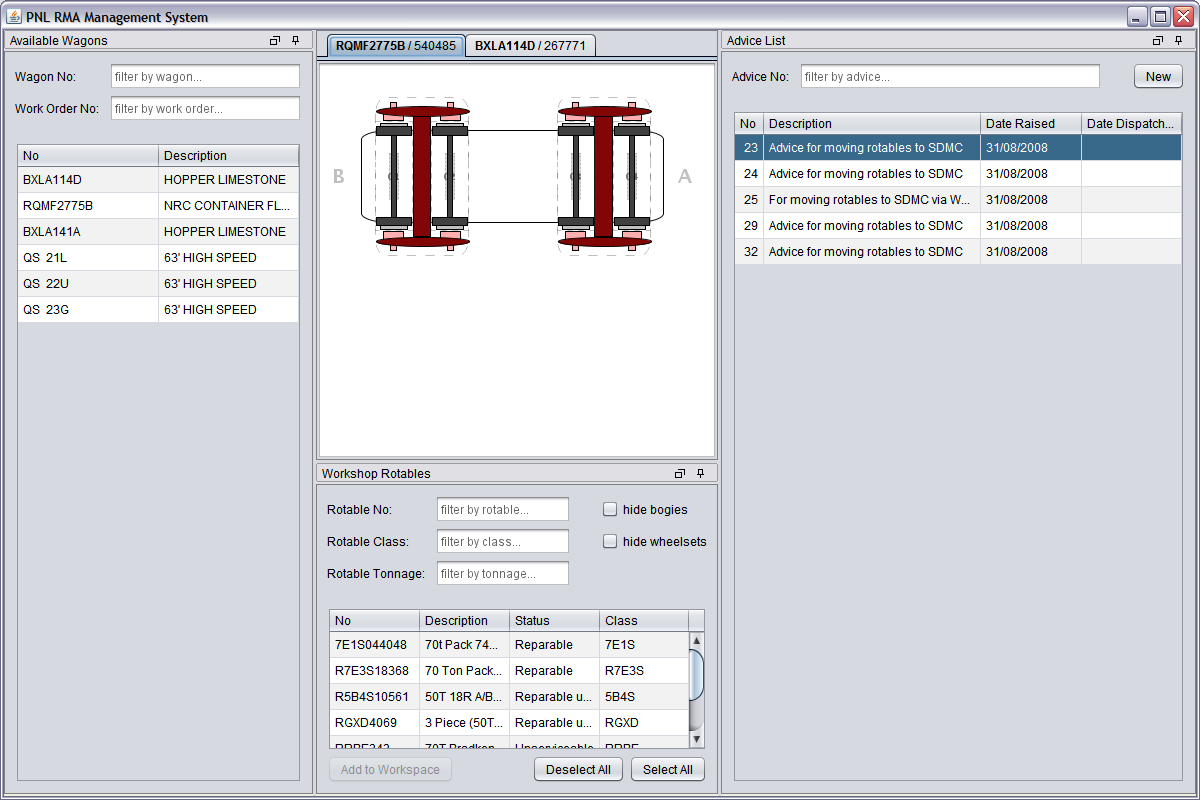 PNL RMA Management System
Available Wagons
Wagon No: filter by wagon...
Work Order No: filter by work order...
No Description
BXLA114D HOPPER LIMESTONE
RQMF2775B NRC CONTAINER FL...
BXLA141A HOPPER LIMESTONE
QS 21L 63' HIGH SPEED
QS 22U 63' HIGH SPEED
QS 23G 63' HIGH SPEED
RQMF2775B / 540485 BXLA114D / 267771
B A
Workshop Rotables
Rotable No: filter by rotable... hide bogies
Rotable Class: filter by class... hide wheelsets
Rotable Tonnage: filter by tonnage...
No Description Status Class
7E1S044048 70t Pack 74... Reparable 7E1S
R7E3S18368 70 Ton Pack... Reparable R7E3S
R5B4S10561 50T 18R A/B... Reparable u... 5B4S
RGXD4069 3 Piece (50T... Reparable u... RGXD
Add to Workspace Deselect All Select All
Advice List
Advice No: filter by advice... New
No Description Date Raised Date Dispatch...
23 Advice for moving rotables to SDMC 31/08/2008
24 Advice for moving rotables to SDMC 31/08/2008
25 For moving rotables to SDMC via W... 31/08/2008
29 Advice for moving rotables to SDMC 31/08/2008
32 Advice for moving rotables to SDMC 31/08/2008